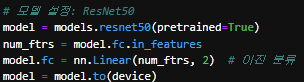 # 모델 설정: ResNet50
model = models.resnet50(pretrained=True)
num_ftrs = model.fc.in_features
model.fc = nn.Linear(num_ftrs, 2)  # 이진 분류
model = model.to(device)